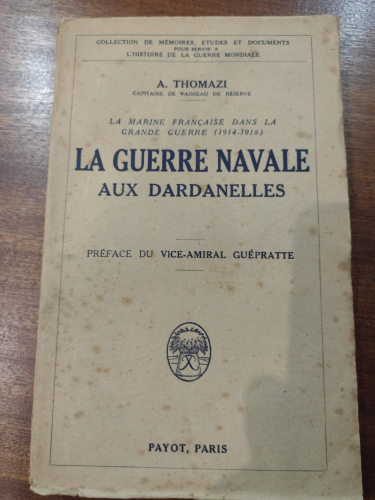 COLLECTION DE MÉMOIRES, ÉTUDES ET DOCUMENTS
POUR SERVIR A
L'HISTOIRE DE LA GUERRE MONDIALE
A. THOMAZI
CAPITAINE DE VAISSEAU DE RÉSERVE
LA MARINE FRANÇAISE DANS LA
GRANDE GUERRE (1914-1918)
LA GUERRE NAVALE
AUX DARDANELLES
PRÉFACE DU VICE-AMIRAL GUÉPRATTE
PAYOT, PARIS